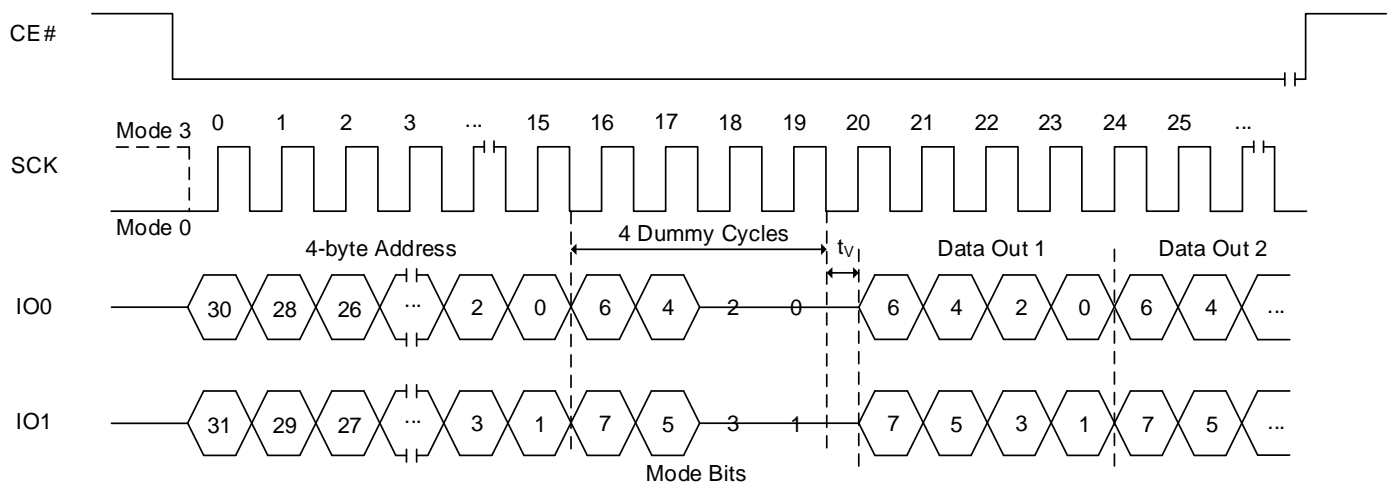 CE#
Mode 3 0 1 2 3 ... 15 16 17 18 19 20 21 22 23 24 25 ...
SCK
Mode 0
4-byte Address 4 Dummy Cycles tV Data Out 1 Data Out 2
IO0 30 28 26 ... 2 0 6 4 2 0 6 4 2 0 6 4 ...
IO1 31 29 27 ... 3 1 7 5 3 1 7 5 3 1 7 5 ...
Mode Bits